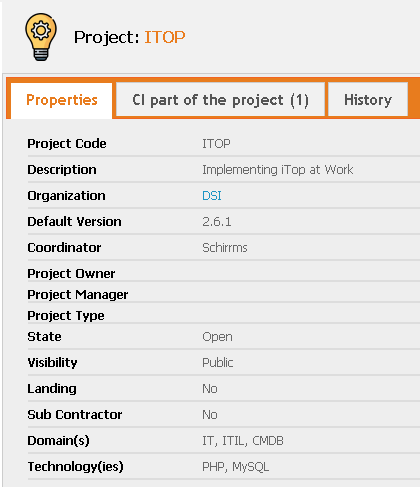 Project: ITOP
Properties CI part of the project (1) History
Project Code ITOP
Description Implementing iTop at Work
Organization DSI
Default Version 2.6.1
Coordinator Schirrms
Project Owner
Project Manager
Project Type
State Open
Visibility Public
Landing No
Sub Contractor No
Domain(s) IT, ITIL, CMDB
Technology(ies) PHP, MySQL